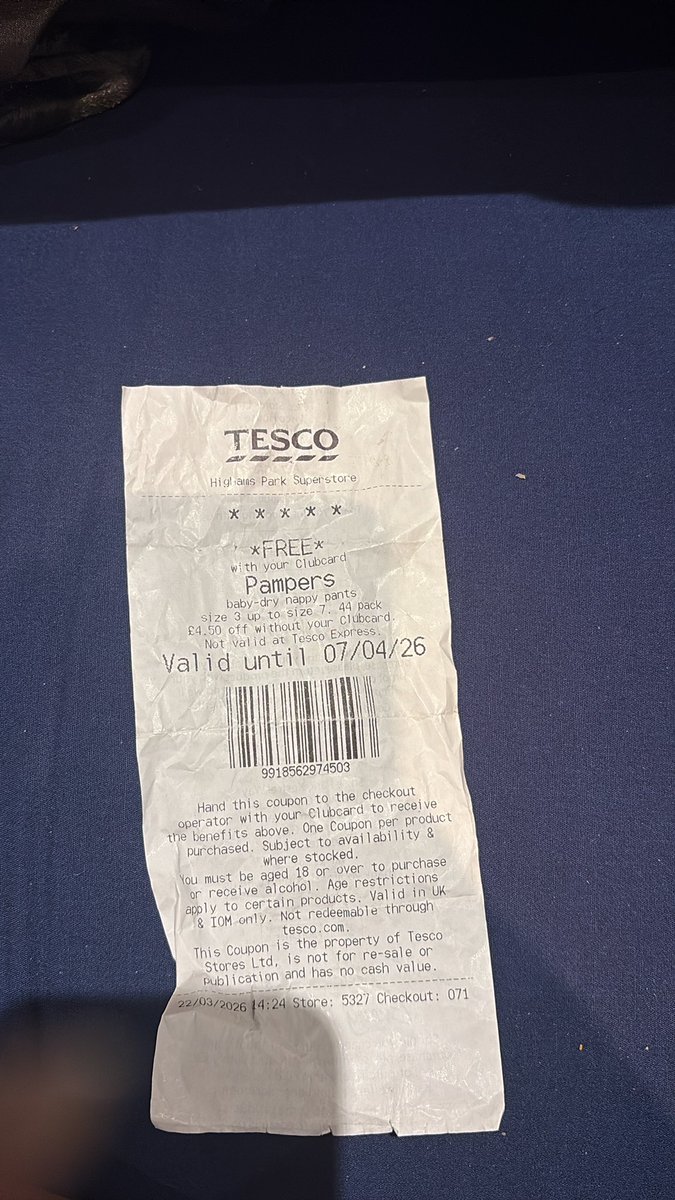 TESCO
Highams Park Superstore
* * * * *
*FREE*
with your Clubcard
Pampers
baby-dry nappy pants
size 3 up to size 7. 44 pack
£4.50 off without your Clubcard.
Not valid at Tesco Express.
Valid until 07/04/26
9918562974503
Hand this coupon to the checkout
operator with your Clubcard to receive
the benefits above. One Coupon per product
purchased. Subject to availability &
where stocked.
You must be aged 18 or over to purchase
or receive alcohol. Age restrictions
apply to certain products. Valid in UK
& IOM only. Not redeemable through
tesco.com.
This Coupon is the property of Tesco
Stores Ltd, is not for re-sale or
publication and has no cash value.
22/03/2026 14:24 Store: 5327 Checkout: 071